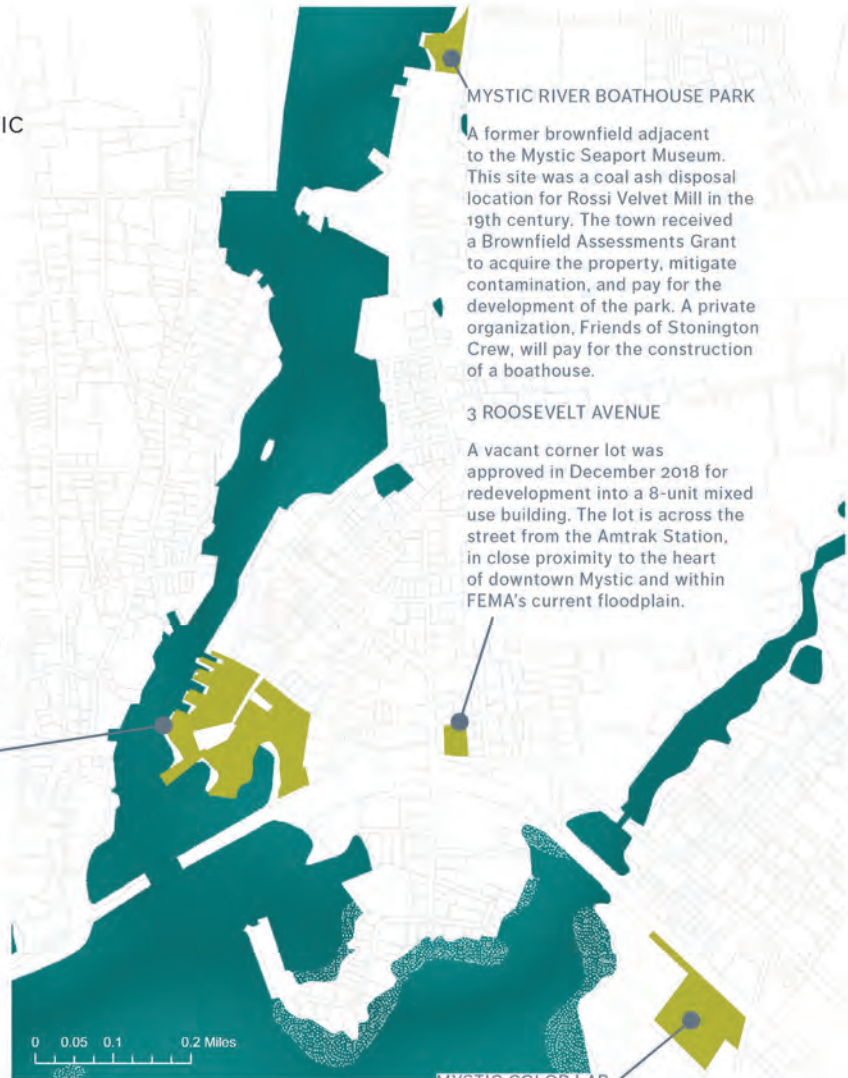 IC
MYSTIC RIVER BOATHOUSE PARK
A former brownfield adjacent
to the Mystic Seaport Museum.
This site was a coal ash disposal
location for Rossi Velvet Mill in the
19th century. The town received
a Brownfield Assessments Grant
to acquire the property, mitigate
contamination, and pay for the
development of the park. A private
organization, Friends of Stonington
Crew, will pay for the construction
of a boathouse.
3 ROOSEVELT AVENUE
A vacant corner lot was
approved in December 2018 for
redevelopment into a 8-unit mixed
use building. The lot is across the
street from the Amtrak Station,
in close proximity to the heart
of downtown Mystic and within
FEMA's current floodplain.
0 0.05 0.1 0.2 Miles
MYSTIC COLOR LAB